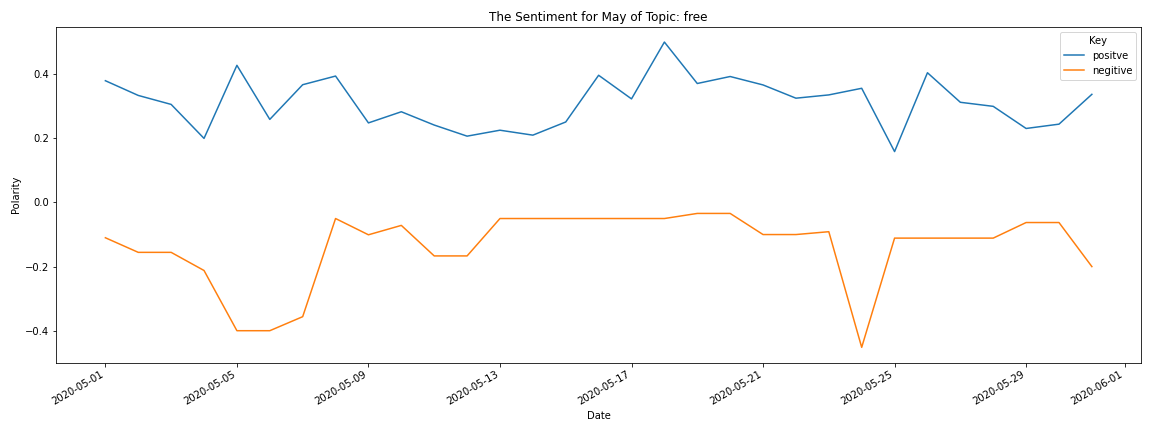 The Sentiment for May of Topic: free
Key
positve
negitive
0.4
0.2
0.0
−0.2
−0.4
Polarity
2020-05-01
2020-05-05
2020-05-09
2020-05-13
2020-05-17
2020-05-21
2020-05-25
2020-05-29
2020-06-01
Date